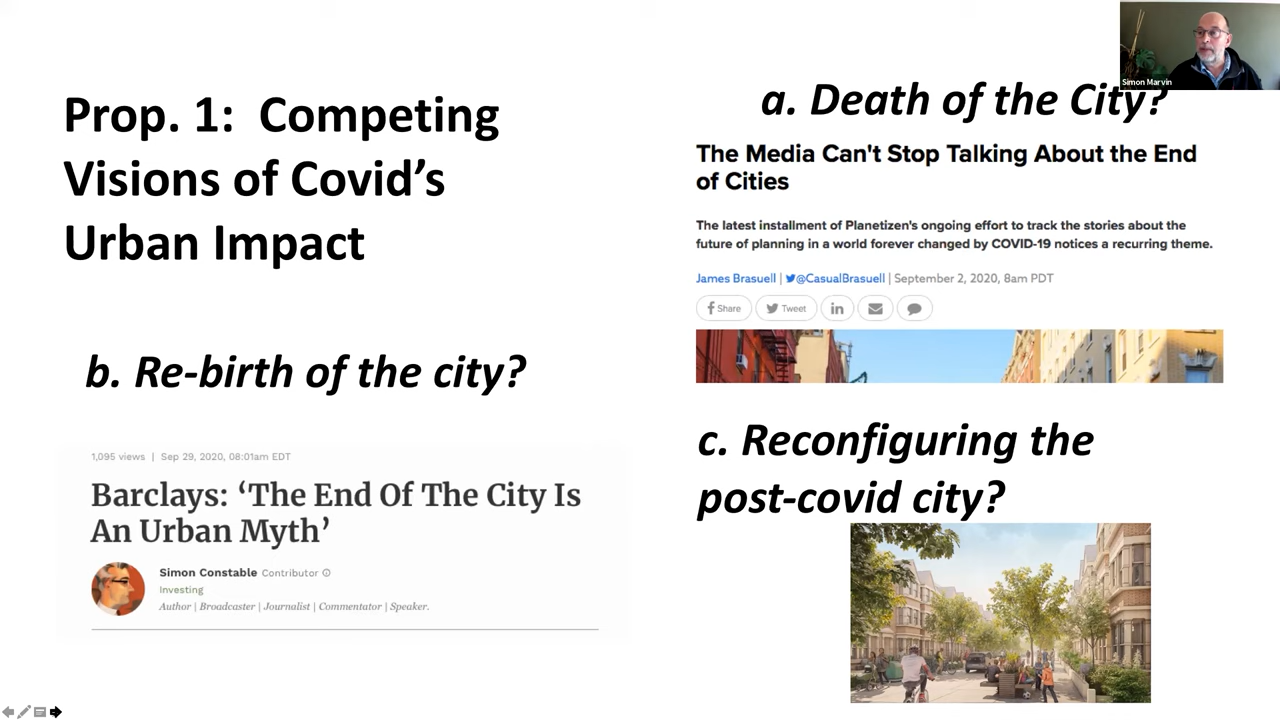 Prop. 1: Competing
Visions of Covid's
Urban Impact
a. Death of the City?
Simon Marvin
The Media Can't Stop Talking About the End
of Cities
The latest installment of Planetizen's ongoing effort to track the stories about the
future of planning in a world forever changed by COVID-19 notices a recurring theme.
James Brasuell | @CasualBrasuell | September 2, 2020, 8am PDT
Share Tweet in
b. Re-birth of the city?
1,095 views | Sep 29, 2020, 08:01am EDT
Barclays: ‘The End Of The City Is
An Urban Myth’
Simon Constable Contributor
Investing
Author | Broadcaster | Journalist | Commentator | Speaker.
c. Reconfiguring the
post-covid city?